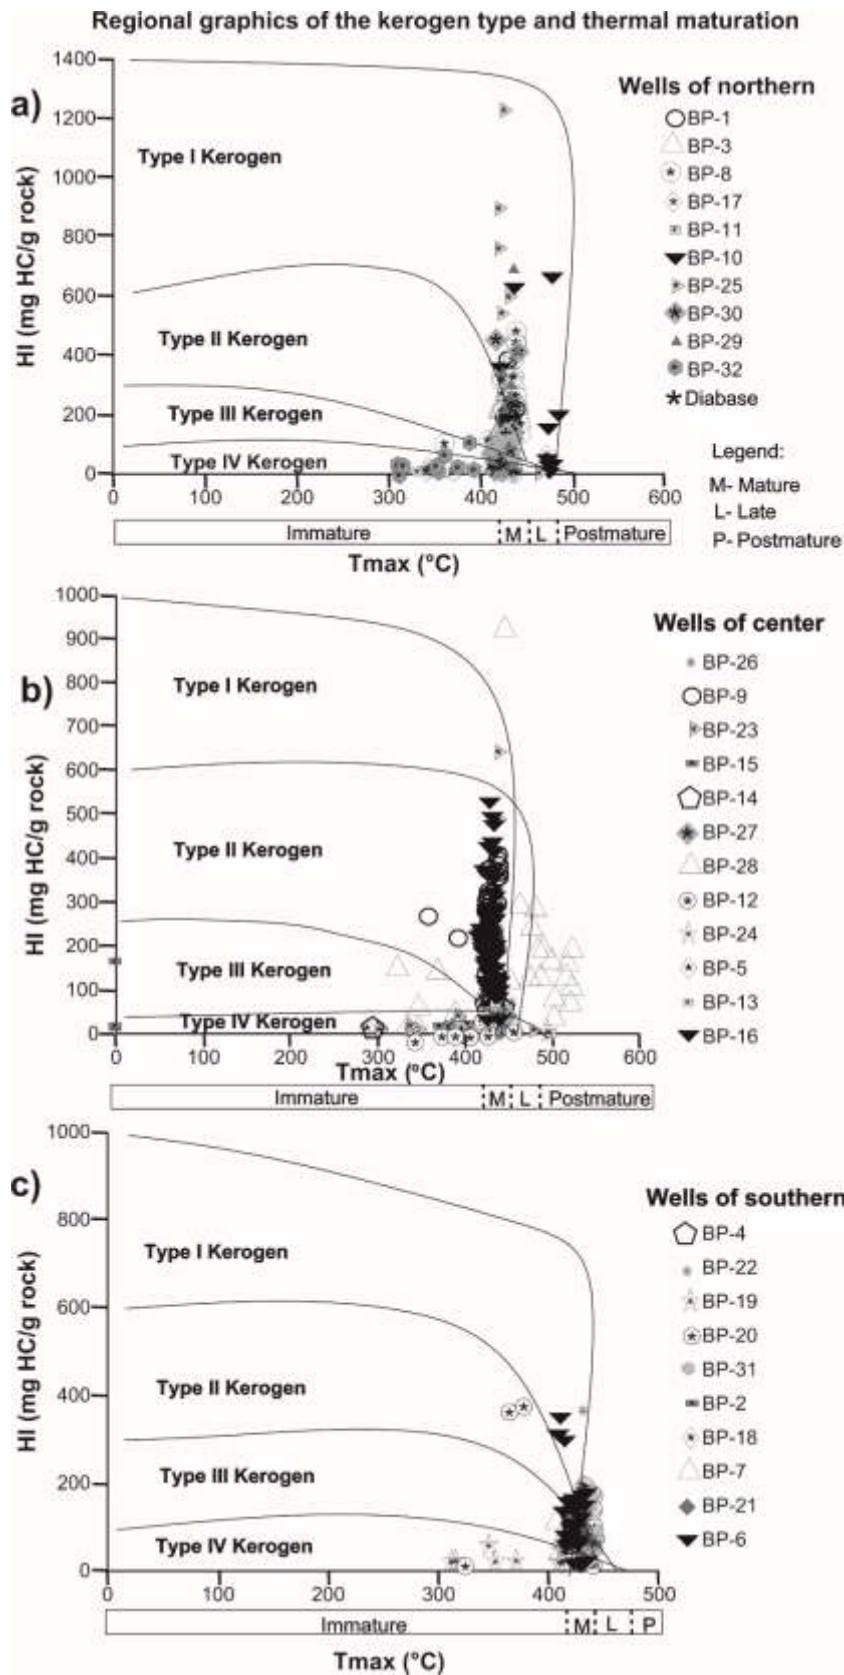 Regional graphics of the kerogen type and thermal maturation
a)
HI (mg HC/g rock)
1400
1200
1000
800
600
400
200
0
Type I Kerogen
Type II Kerogen
Type III Kerogen
Type IV Kerogen
0 100 200 300 400 500 600
Immature M L Postmature
Tmax (°C)
Wells of northern
BP-1
BP-3
BP-8
BP-17
BP-11
BP-10
BP-25
BP-30
BP-29
BP-32
Diabase
Legend:
M- Mature
L- Late
P- Postmature
b)
HI (mg HC/g rock)
1000
900
800
700
600
500
400
300
200
100
0
Type I Kerogen
Type II Kerogen
Type III Kerogen
Type IV Kerogen
0 100 200 300 400 500 600
Tmax (°C)
Immature M L Postmature
Wells of center
BP-26
BP-9
BP-23
BP-15
BP-14
BP-27
BP-28
BP-12
BP-24
BP-5
BP-13
BP-16
c)
HI (mg HC/g rock)
1000
800
600
400
200
0
Type I Kerogen
Type II Kerogen
Type III Kerogen
Type IV Kerogen
0 100 200 300 400 500
Immature M L P
Tmax (°C)
Wells of southern
BP-4
BP-22
BP-19
BP-20
BP-31
BP-2
BP-18
BP-7
BP-21
BP-6